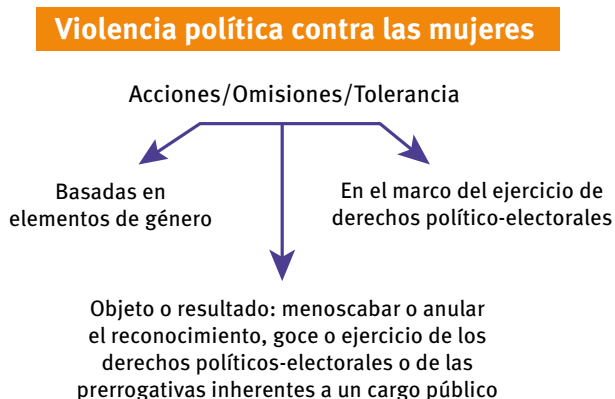 Violencia política contra las mujeres
Acciones/Omisiones/Tolerancia
Basadas en
elementos de género
En el marco del ejercicio de
derechos político-electorales
Objeto o resultado: menoscabar o anular
el reconocimiento, goce o ejercicio de los
derechos políticos-electorales o de las
prerrogativas inherentes a un cargo público